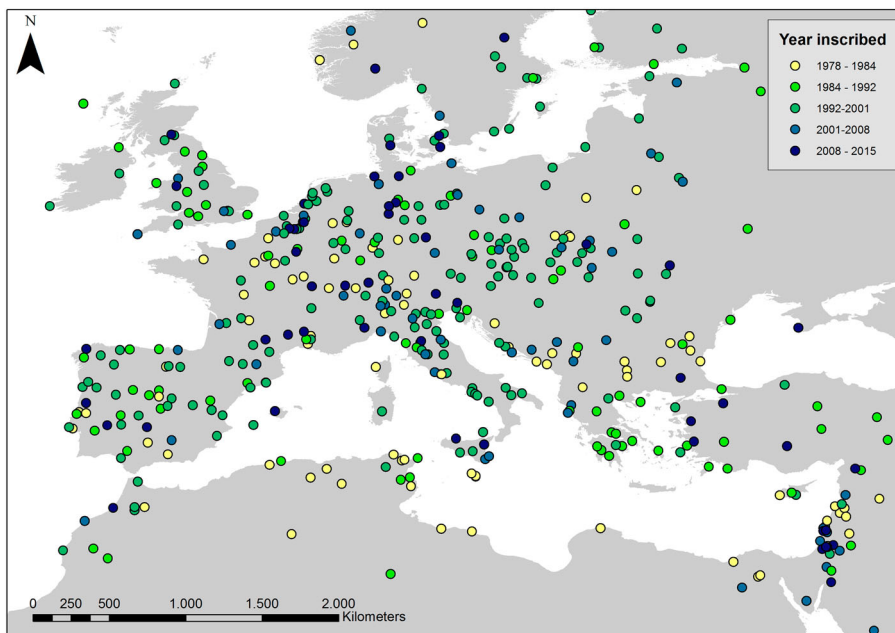 N
Year inscribed
1978 - 1984
1984 - 1992
1992-2001
2001-2008
2008 - 2015
0 250 500 1.000 1.500 2.000
Kilometers